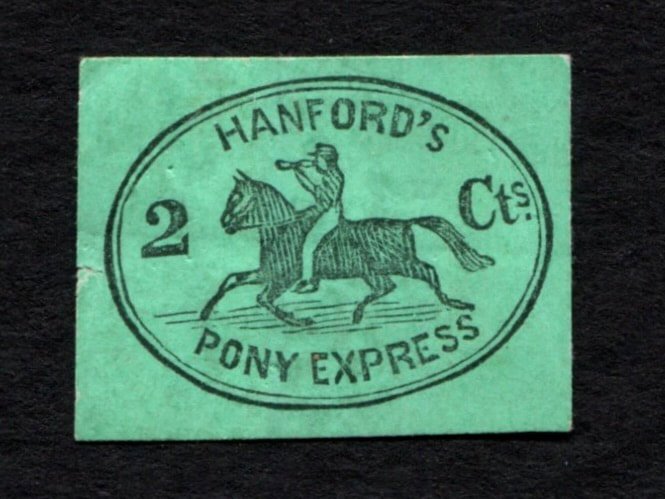 HANFORD'S
2 Cts.
PONY EXPRESS